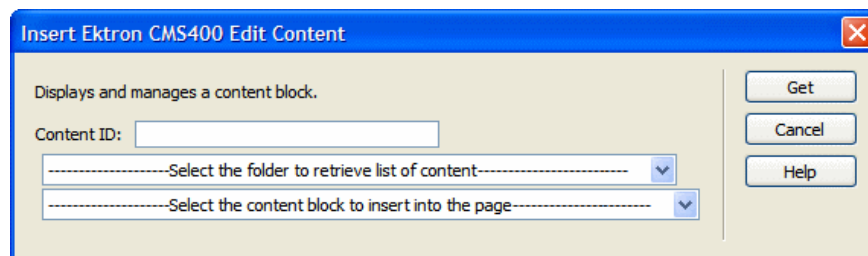 Insert Ektron CMS400 Edit Content
Displays and manages a content block.
Get
Content ID:
Cancel
---------------------Select the folder to retrieve list of content--------------------------
Help
---------------------Select the content block to insert into the page------------------------